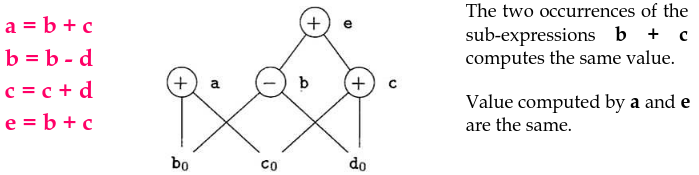 a = b + c
b = b - d
c = c + d
e = b + c
+ e
+ a
− b
+ c
b0
c0
d0
The two occurrences of the
sub-expressions b + c
computes the same value.
Value computed by a and e
are the same.